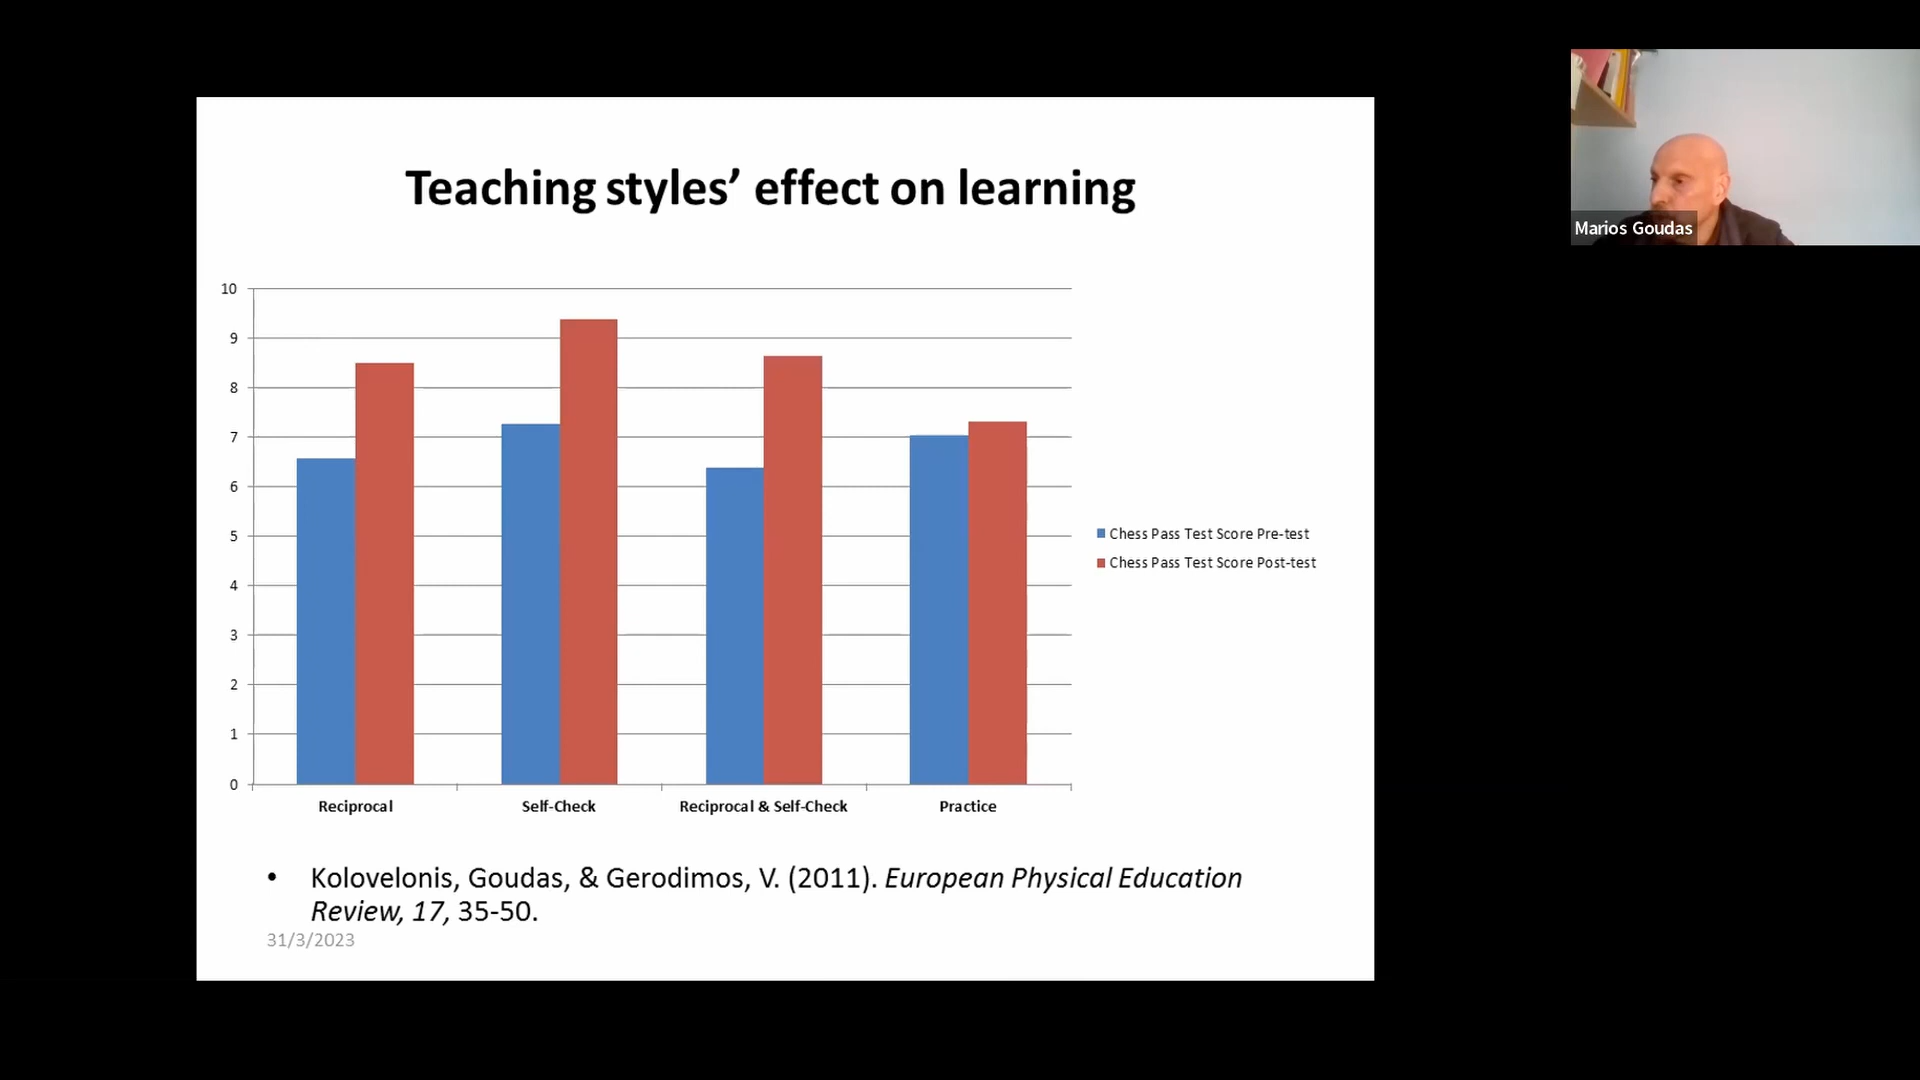 Teaching styles’ effect on learning
Marios Goudas
10
9
8
7
6
5
4
3
2
1
0
Reciprocal
Self-Check
Reciprocal & Self-Check
Practice
Chess Pass Test Score Pre-test
Chess Pass Test Score Post-test
• Kolovelonis, Goudas, & Gerodimos, V. (2011). European Physical Education
Review, 17, 35-50.
31/3/2023